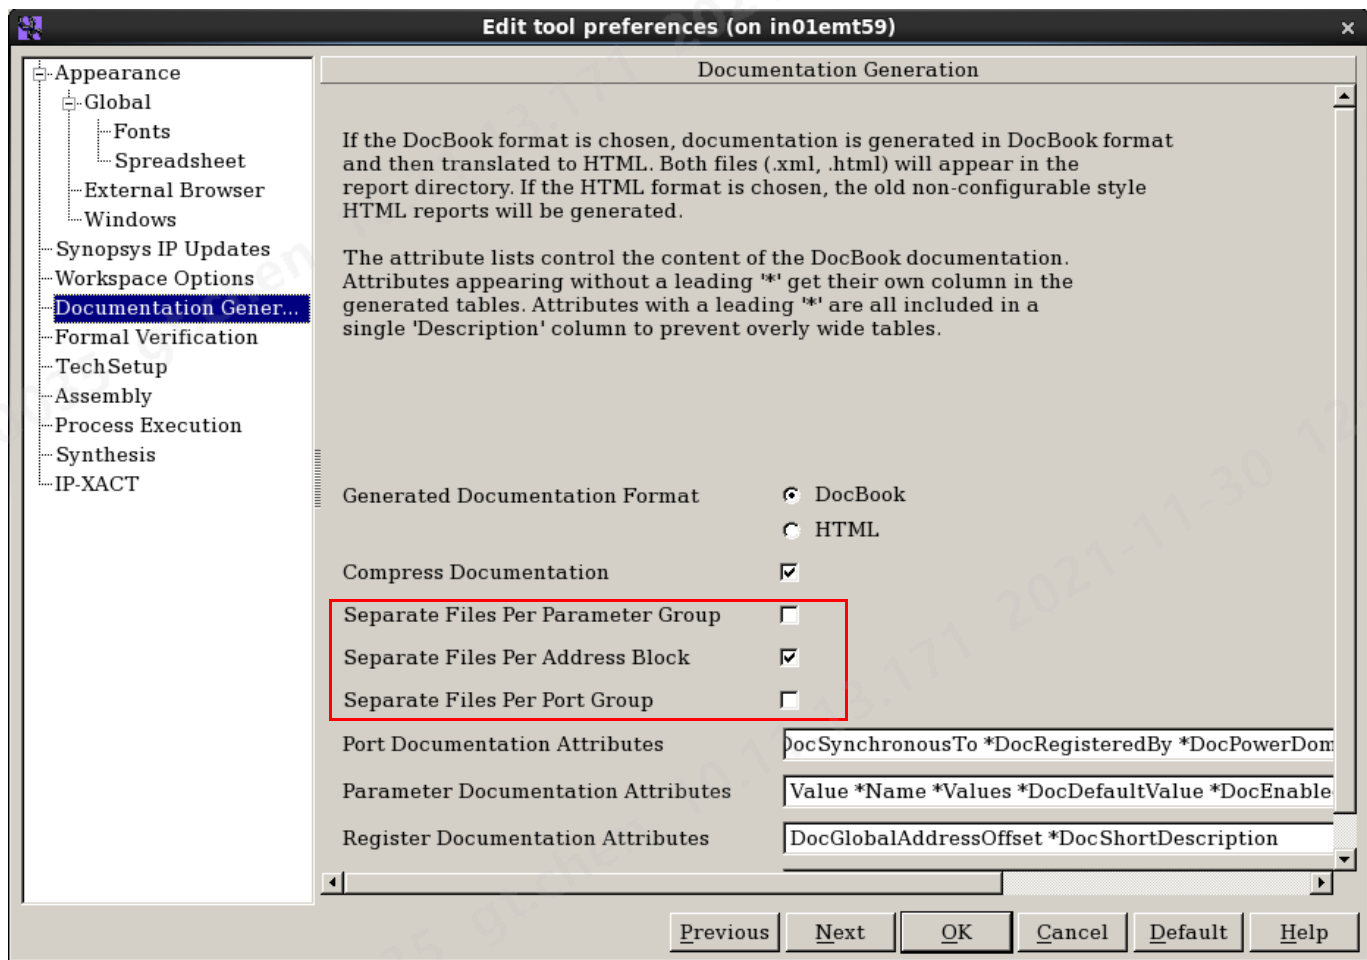 Edit tool preferences (on in01emt59)
Appearance
Global
Fonts
Spreadsheet
External Browser
Windows
Synopsys IP Updates
Workspace Options
Documentation Gener...
Formal Verification
TechSetup
Assembly
Process Execution
Synthesis
IP-XACT
Documentation Generation
If the DocBook format is chosen, documentation is generated in DocBook format
and then translated to HTML. Both files (.xml, .html) will appear in the
report directory. If the HTML format is chosen, the old non-configurable style
HTML reports will be generated.
The attribute lists control the content of the DocBook documentation.
Attributes appearing without a leading '*' get their own column in the
generated tables. Attributes with a leading '*' are all included in a
single 'Description' column to prevent overly wide tables.
Generated Documentation Format
DocBook
HTML
Compress Documentation
Separate Files Per Parameter Group
Separate Files Per Address Block
Separate Files Per Port Group
Port Documentation Attributes
DocSynchronousTo *DocRegisteredBy *DocPowerDom
Parameter Documentation Attributes
Value *Name *Values *DocDefaultValue *DocEnable
Register Documentation Attributes
DocGlobalAddressOffset *DocShortDescription
Previous
Next
OK
Cancel
Default
Help